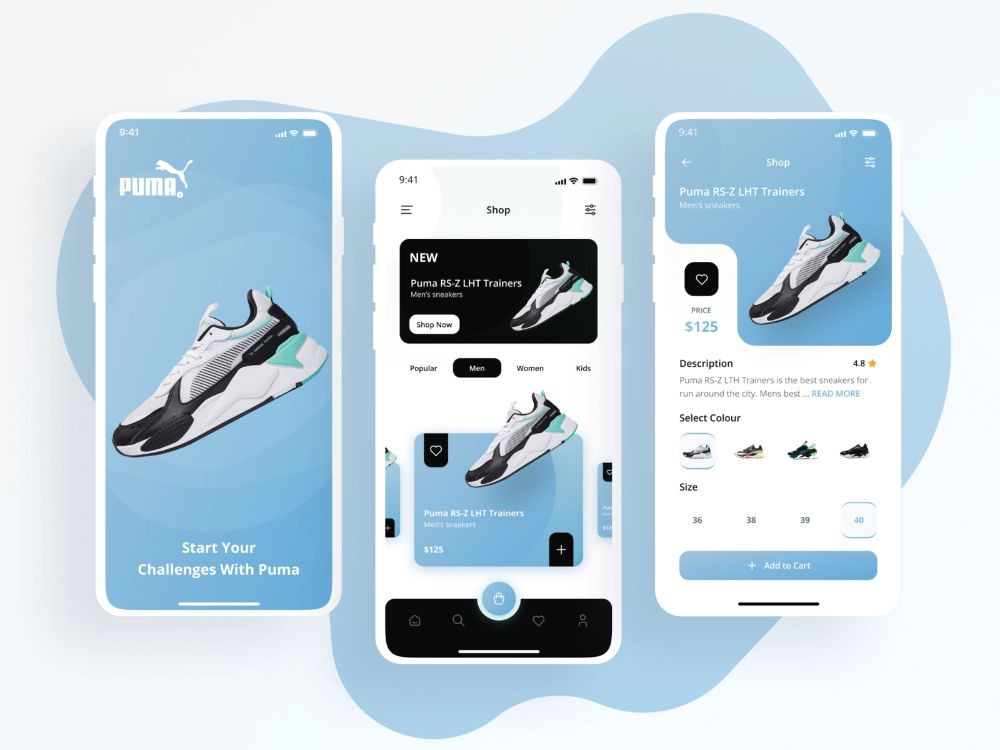 9:41
PUMA
Start Your
Challenges With Puma
9:41
Shop
NEW
Puma RS-Z LHT Trainers
Men's sneakers
Shop Now
Popular
Men
Women
Kids
Puma RS-Z LHT Trainers
Men's sneakers
$125
9:41
Shop
Puma RS-Z LHT Trainers
Men's sneakers
PRICE
$125
Description
4.8
Puma RS-Z LTH Trainers is the best sneakers for
run around the city. Mens best ... READ MORE
Select Colour
Size
36
38
39
40
+ Add to Cart